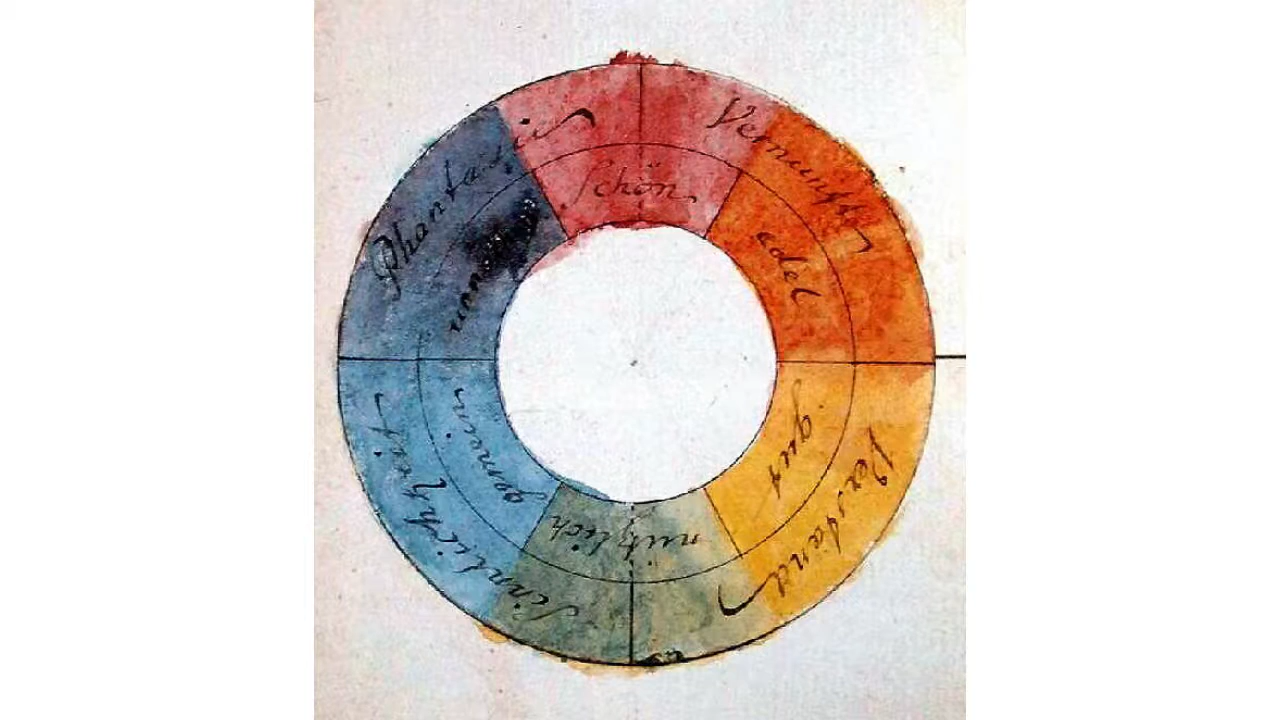 Vernunft
Verstand
Sinnlichkeit
Phantasie
schön
edel
gut
nützlich
gemein